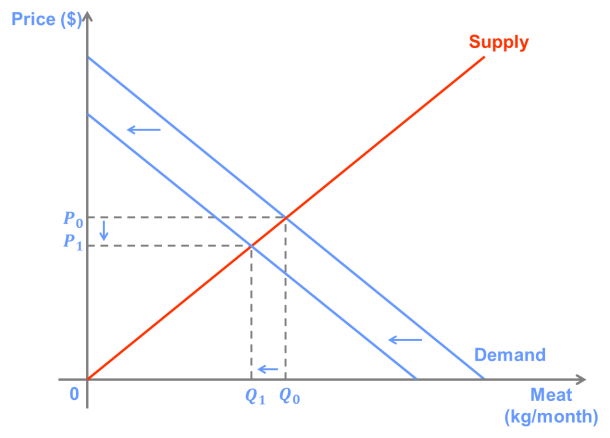 Price ($)
Supply
P₀
P₁
Demand
0
Q₁
Q₀
Meat
(kg/month)